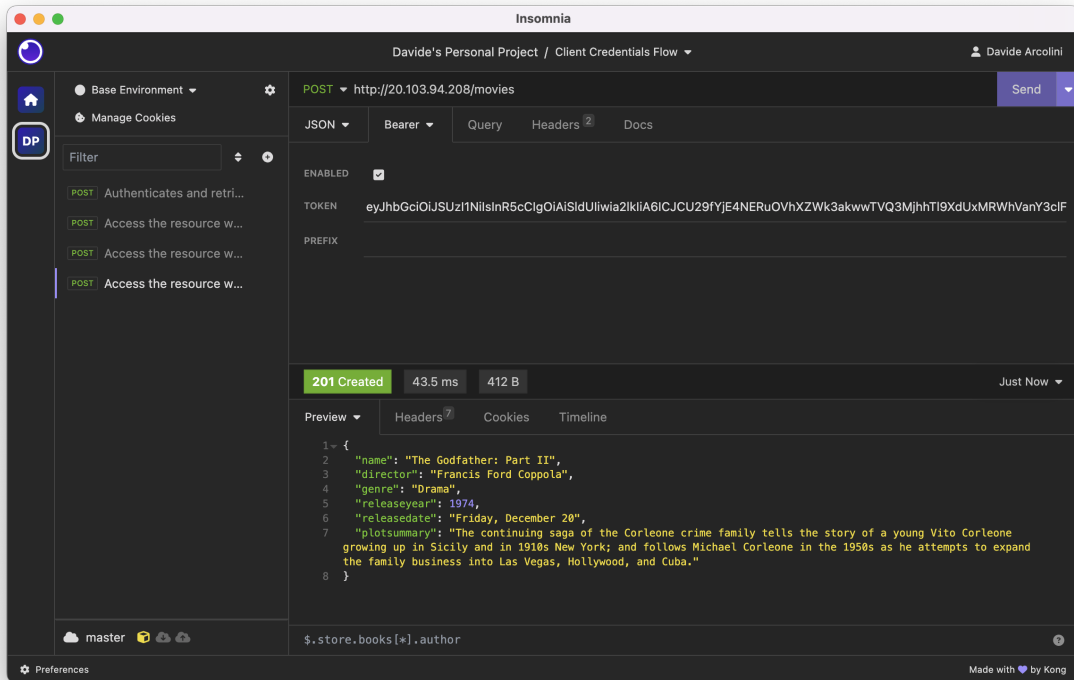 Insomnia
Davide's Personal Project / Client Credentials Flow
Davide Arcolini
DP
Base Environment
Manage Cookies
Filter
POST Authenticates and retri...
POST Access the resource w...
POST Access the resource w...
POST Access the resource w...
master
POST http://20.103.94.208/movies
Send
JSON Bearer Query Headers 2 Docs
ENABLED
TOKEN
PREFIX
201 Created 43.5 ms 412 B Just Now
Preview Headers 7 Cookies Timeline
1 {
2 "name": "The Godfather: Part II",
3 "director": "Francis Ford Coppola",
4 "genre": "Drama",
5 "releaseyear": 1974,
6 "releasedate": "Friday, December 20",
7 "plotsummary": "The continuing saga of the Corleone crime family tells the story of a young Vito Corleone
growing up in Sicily and in 1910s New York; and follows Michael Corleone in the 1950s as he attempts to expand
the family business into Las Vegas, Hollywood, and Cuba."
8 }
$.store.books[*].author
Preferences
Made with by Kong